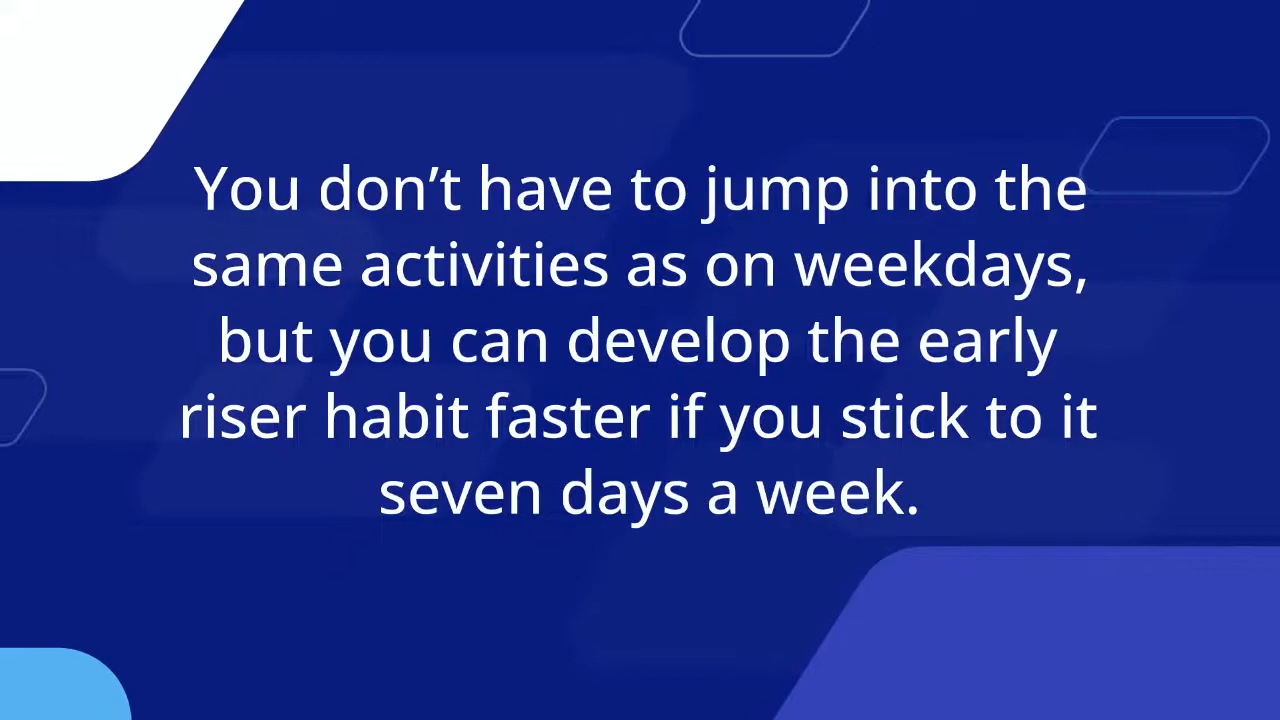 You don’t have to jump into the
same activities as on weekdays,
but you can develop the early
riser habit faster if you stick to it
seven days a week.